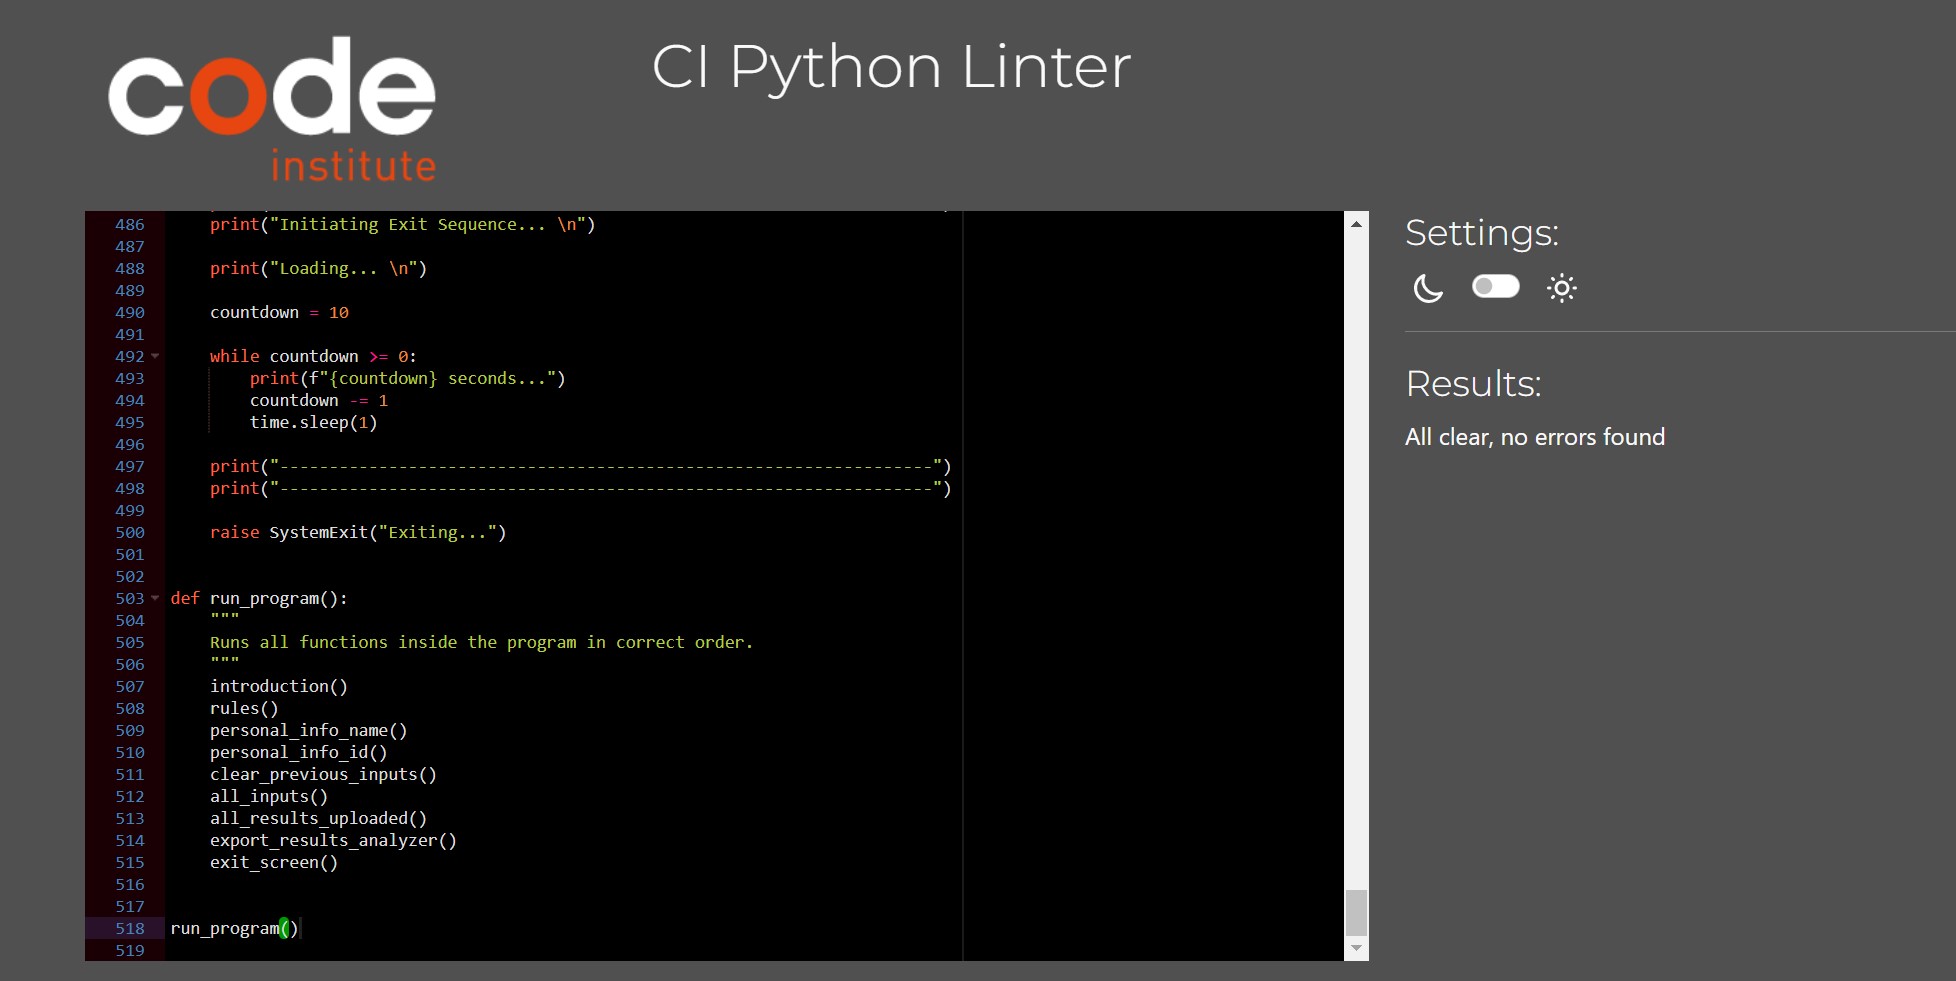 code
institute
CI Python Linter
486 print("Initiating Exit Sequence... \n")
487
488 print("Loading... \n")
489
490 countdown = 10
491
492 while countdown >= 0:
493 print(f"{countdown} seconds...")
494 countdown -= 1
495 time.sleep(1)
496
497 print("------------------------------------------------------------------")
498 print("------------------------------------------------------------------")
499
500 raise SystemExit("Exiting...")
501
502
503 def run_program():
504 """
505 Runs all functions inside the program in correct order.
506 """
507 introduction()
508 rules()
509 personal_info_name()
510 personal_info_id()
511 clear_previous_inputs()
512 all_inputs()
513 all_results_uploaded()
514 export_results_analyzer()
515 exit_screen()
516
517
518 run_program()
519
Settings:
Results:
All clear, no errors found